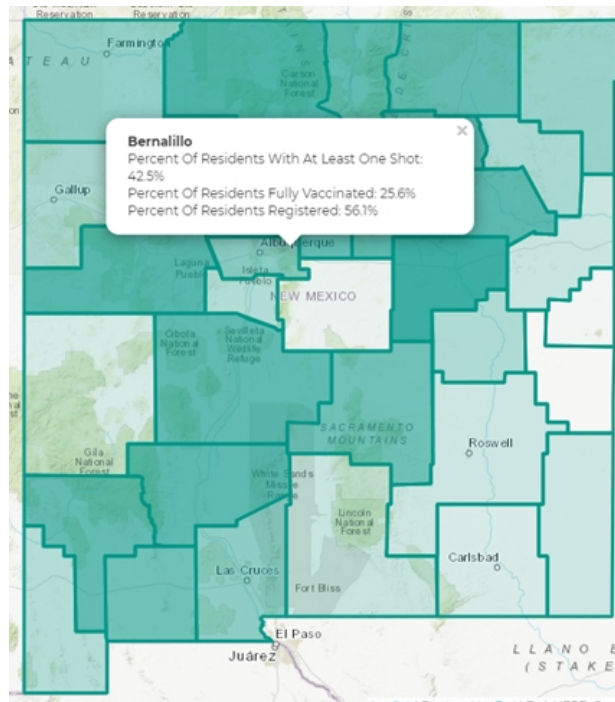 Reservation
Reservation
Farmington
T E A U
Carson
National
Forest
Bernalillo
Percent Of Residents With At Least One Shot:
42.5%
Percent Of Residents Fully Vaccinated: 25.6%
Percent Of Residents Registered: 56.1%
Gallup
Albuquerque
Laguna
Pueblo
Isleta
Pueblo
NEW MEXICO
Cibola
National
Forest
Sevilleta
National
Wildlife
Refuge
SACRAMENTO
MOUNTAINS
Roswell
Gila
National
Forest
White Sands
Missile
Range
Lincoln
National
Forest
Carlsbad
Las Cruces
Fort Bliss
El Paso
Juárez
LLANO E
(STAKE